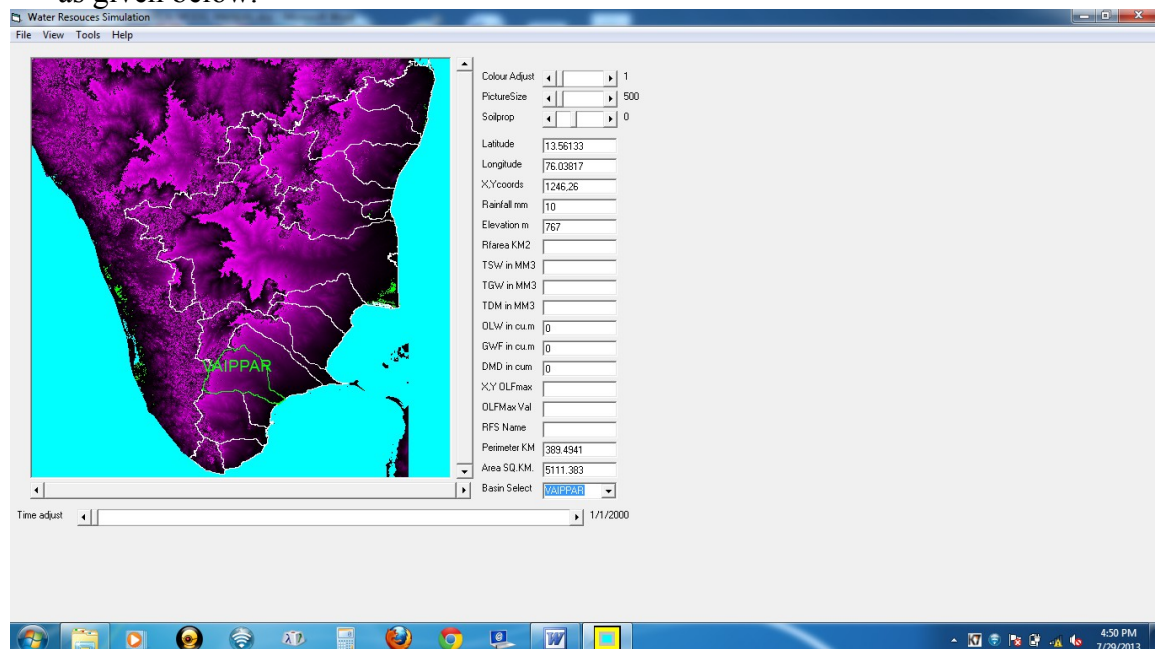 as given below.
Water Resouces Simulation
File View Tools Help
Colour Adjust 1
PictureSize 500
Soilprop 0
Latitude 13.56133
Longitude 76.03817
X,Ycoords 1246,26
Rainfall mm 10
Elevation m 767
Rfarea KM2
TSW in MM3
TGW in MM3
TDM in MM3
OLW in cu.m 0
GWF in cu.m 0
DMD in cum 0
X,Y OLFmax
OLFMax Val
RFS Name
Perimeter KM 389.4941
Area SQ.KM. 5111.383
Basin Select VAIPPAR
VAIPPAR
Time adjust 1/1/2000
4:50 PM
7/29/2013